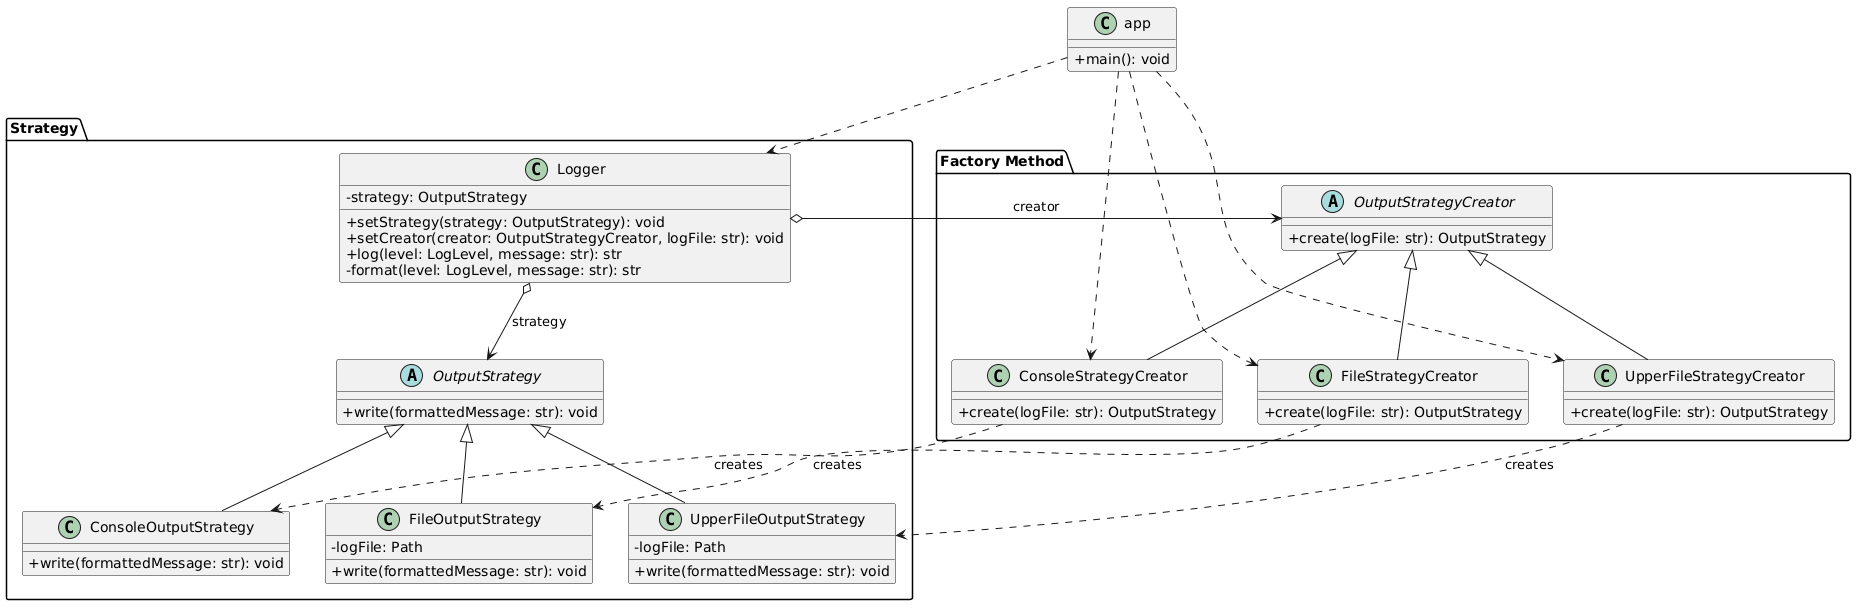 C app
+main(): void
Strategy
C Logger
-strategy: OutputStrategy
+setStrategy(strategy: OutputStrategy): void
+setCreator(creator: OutputStrategyCreator, logFile: str): void
+log(level: LogLevel, message: str): str
-format(level: LogLevel, message: str): str
Factory Method
A OutputStrategyCreator
+create(logFile: str): OutputStrategy
creator
strategy
A OutputStrategy
+write(formattedMessage: str): void
C ConsoleStrategyCreator
+create(logFile: str): OutputStrategy
C FileStrategyCreator
+create(logFile: str): OutputStrategy
C UpperFileStrategyCreator
+create(logFile: str): OutputStrategy
creates
creates
creates
C ConsoleOutputStrategy
+write(formattedMessage: str): void
C FileOutputStrategy
-logFile: Path
+write(formattedMessage: str): void
C UpperFileOutputStrategy
-logFile: Path
+write(formattedMessage: str): void